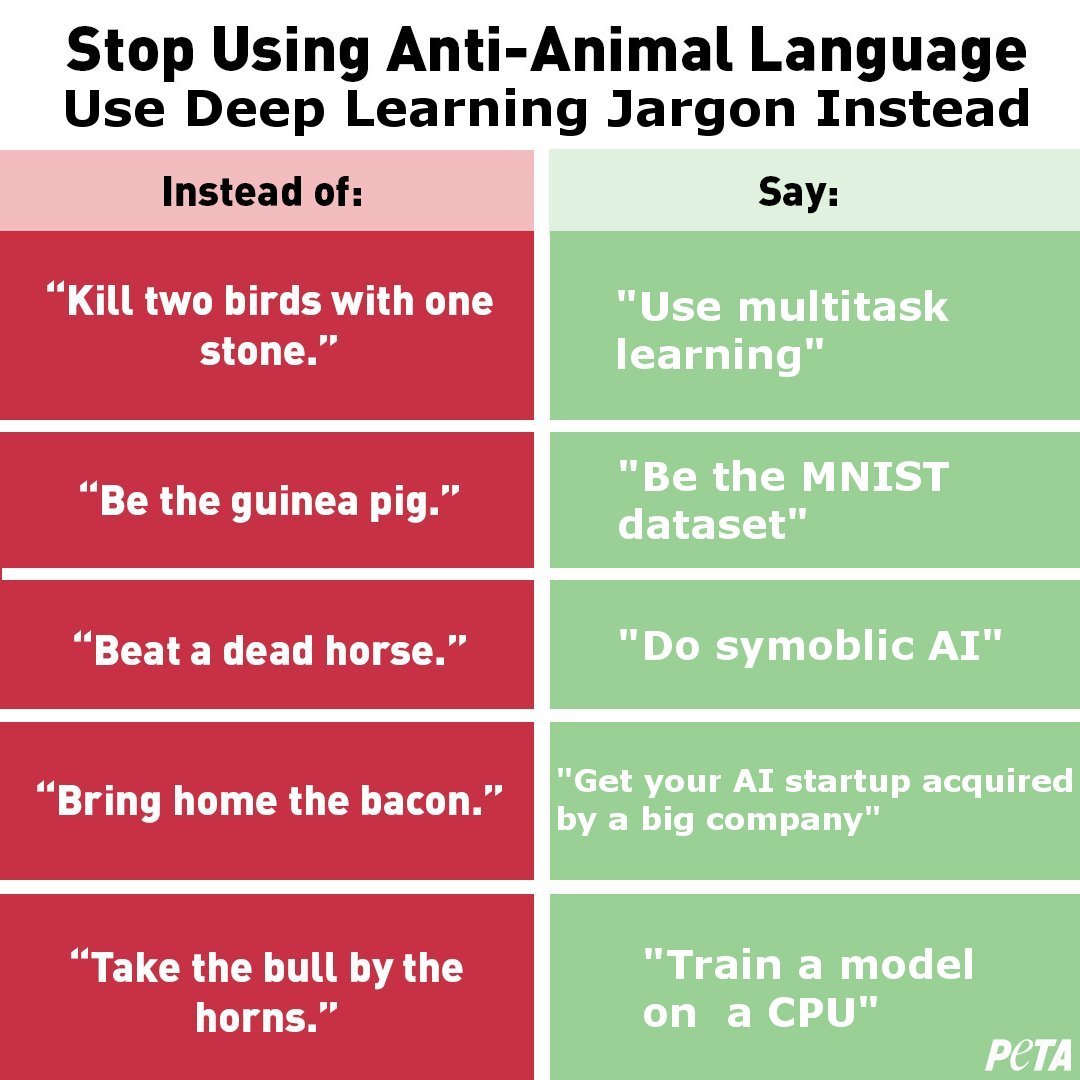 Stop Using Anti-Animal Language
Use Deep Learning Jargon Instead
Instead of:
Say:
“Kill two birds with one
stone.”
"Use multitask
learning"
“Be the guinea pig.”
"Be the MNIST
dataset"
“Beat a dead horse.”
"Do symoblic AI"
“Bring home the bacon.”
"Get your AI startup acquired
by a big company"
“Take the bull by the
horns.”
"Train a model
on  a CPU"
PeTA